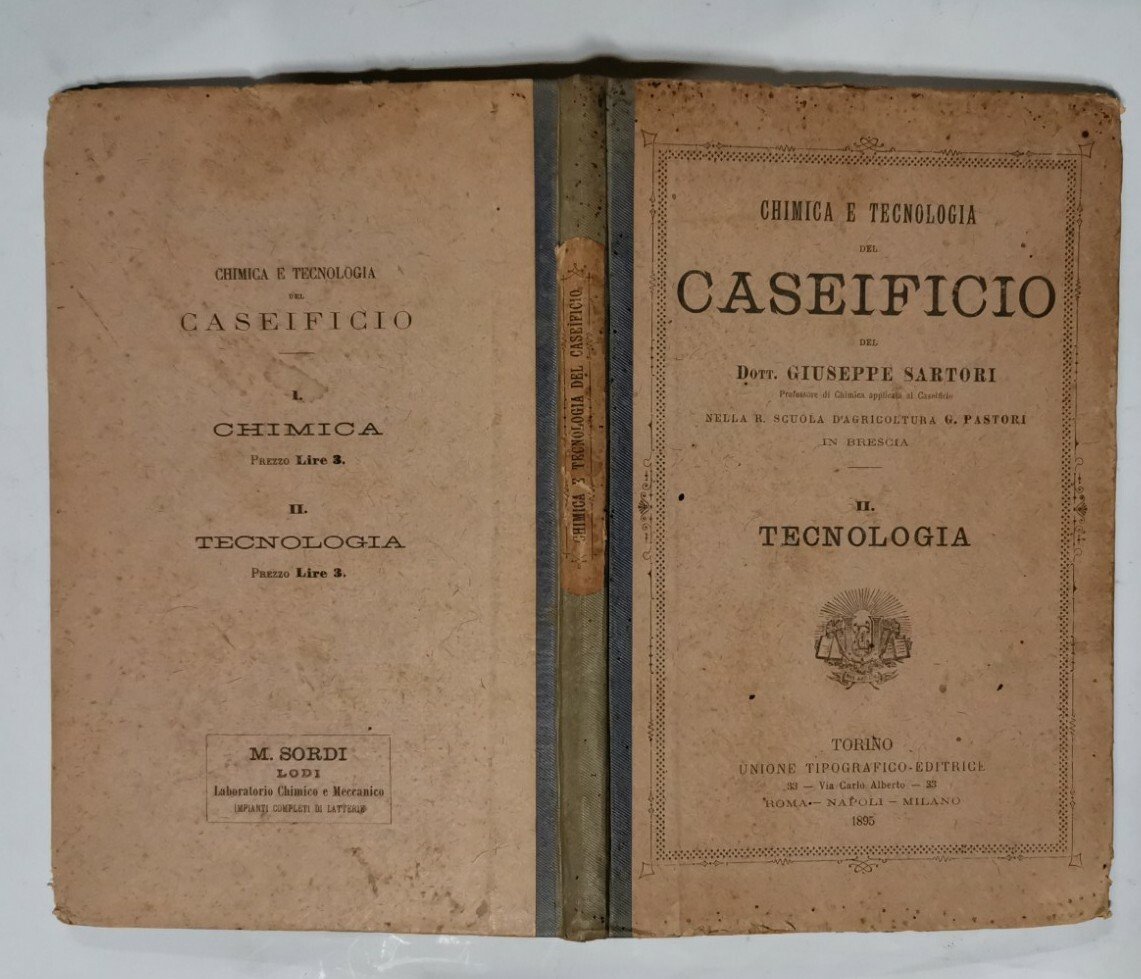 CHIMICA E TECNOLOGIA
DEL
CASEIFICIO
I.
CHIMICA
PREZZO Lire 3.
II.
TECNOLOGIA
PREZZO Lire 3.
M. SORDI
LODI
Laboratorio Chimico e Meccanico
IMPIANTI COMPLETI DI LATTERIE
CHIMICA E TECNOLOGIA DEL CASEIFICIO
CHIMICA E TECNOLOGIA
DEL
CASEIFICIO
DEL
DOTT. GIUSEPPE SARTORI
Professore di Chimica applicata al Caseificio
NELLA R. SCUOLA D'AGRICOLTURA G. PASTORI
IN BRESCIA
II.
TECNOLOGIA
TORINO
UNIONE TIPOGRAFICO-EDITRICE
33 — Via Carlo Alberto — 33
ROMA — NAPOLI — MILANO
1895